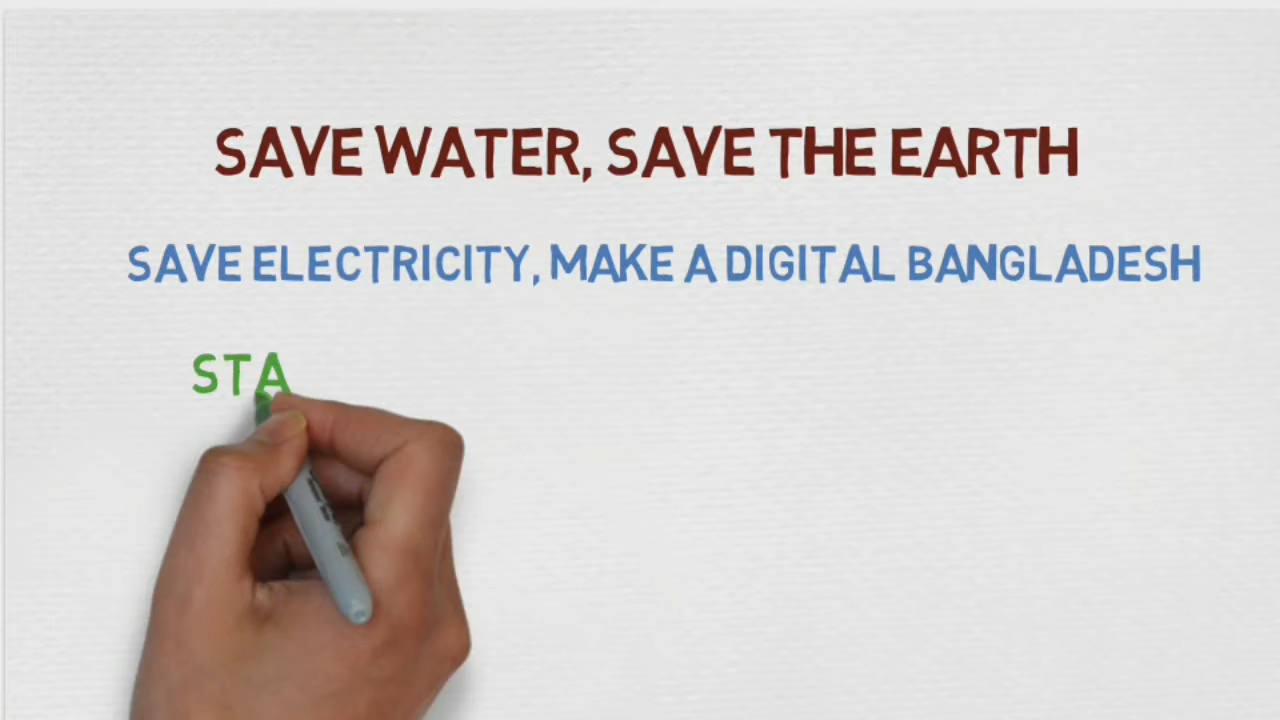 SAVE WATER, SAVE THE EARTH
SAVE ELECTRICITY, MAKE A DIGITAL BANGLADESH
STA